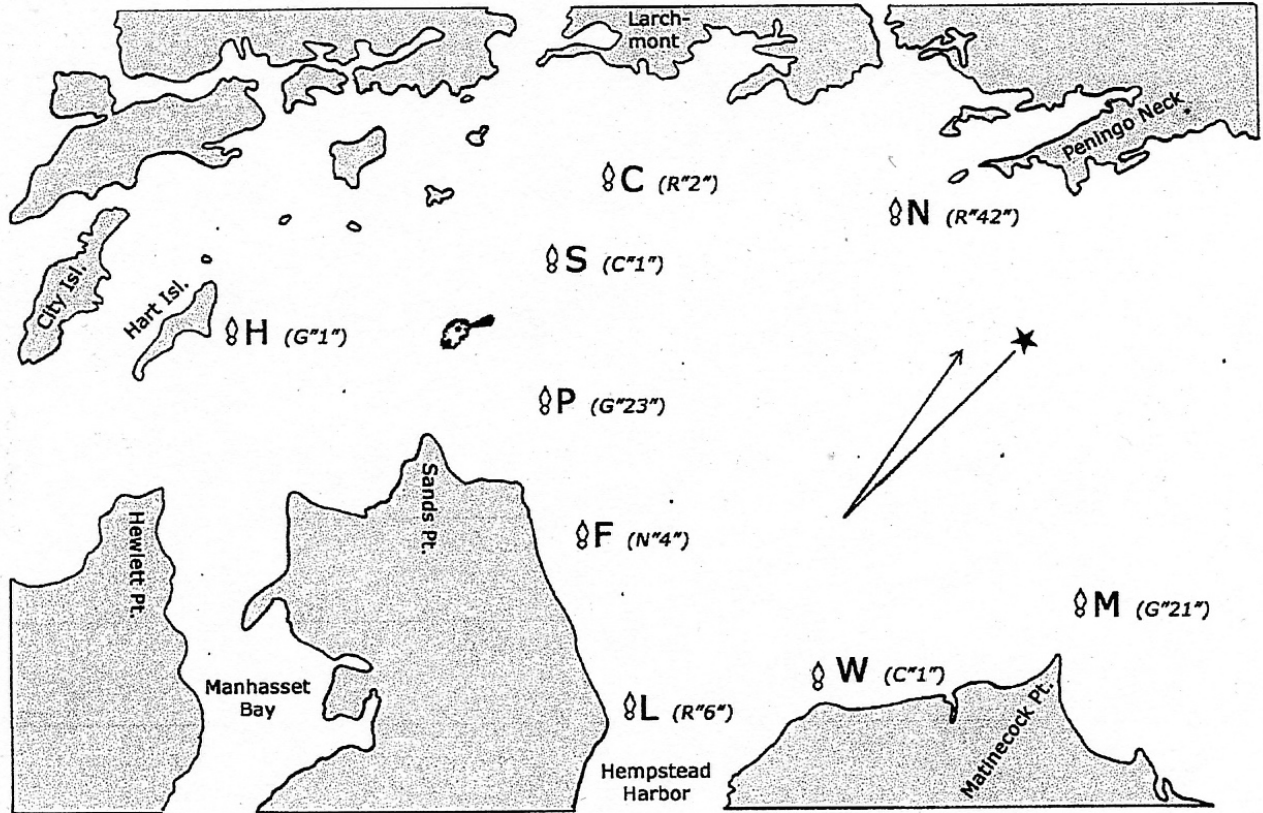 Larch-
mont
Peningo Neck
C (R"2")
N (R"42")
S (C"1")
City Isl.
Hart Isl.
H (G"1")
P (G"23")
Sands Pt.
Hewlett Pt.
F (N"4")
M (G"21")
W (C"1")
Manhasset
Bay
L (R"6")
Matinecock Pt.
Hempstead
Harbor